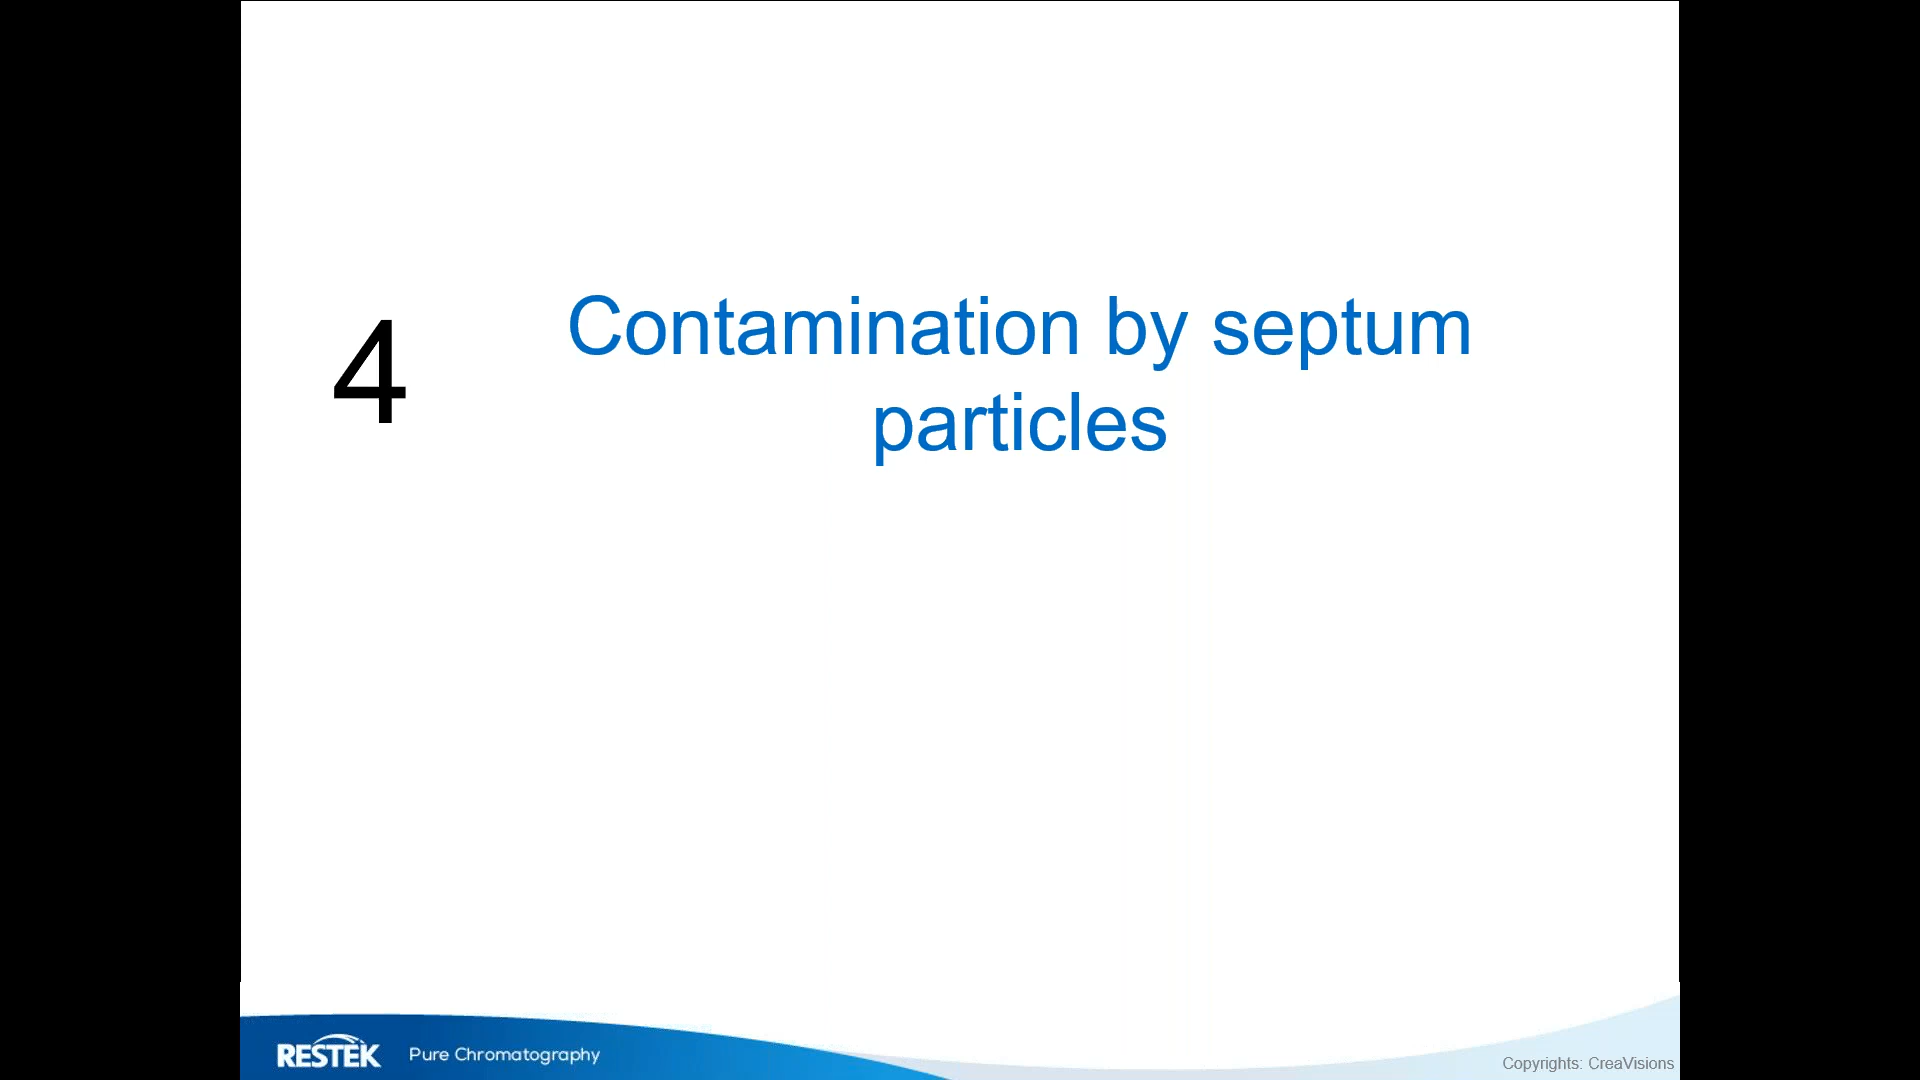 4
Contamination by septum
particles
RESTEK
Pure Chromatography
Copyrights: CreaVisions